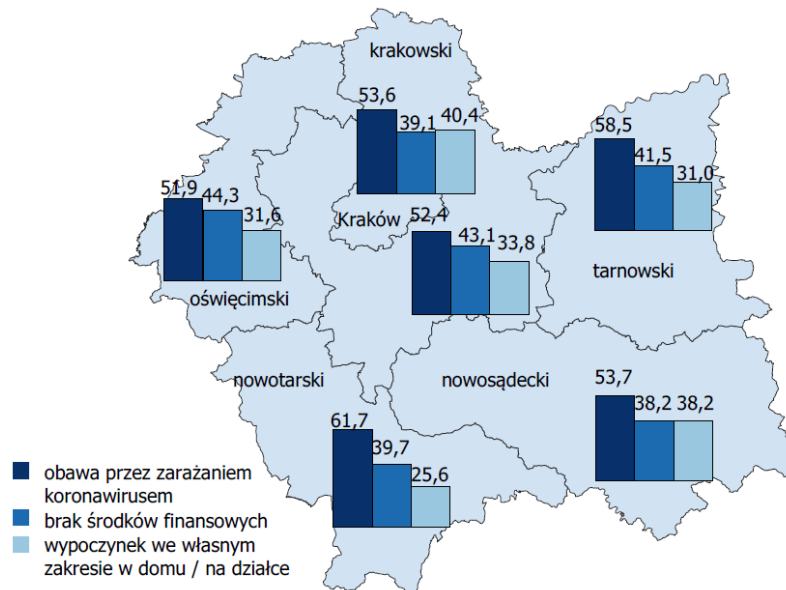 krakowski
53,6
39,1
40,4
58,5
41,5
31,0
51,9
44,3
31,6
Kraków
52,4
43,1
33,8
oświęcimski
tarnowski
nowotarski
nowosądecki
53,7
38,2
38,2
61,7
39,7
25,6
obawa przez zarażaniem
koronawirusem
brak środków finansowych
wypoczynek we własnym
zakresie w domu / na działce